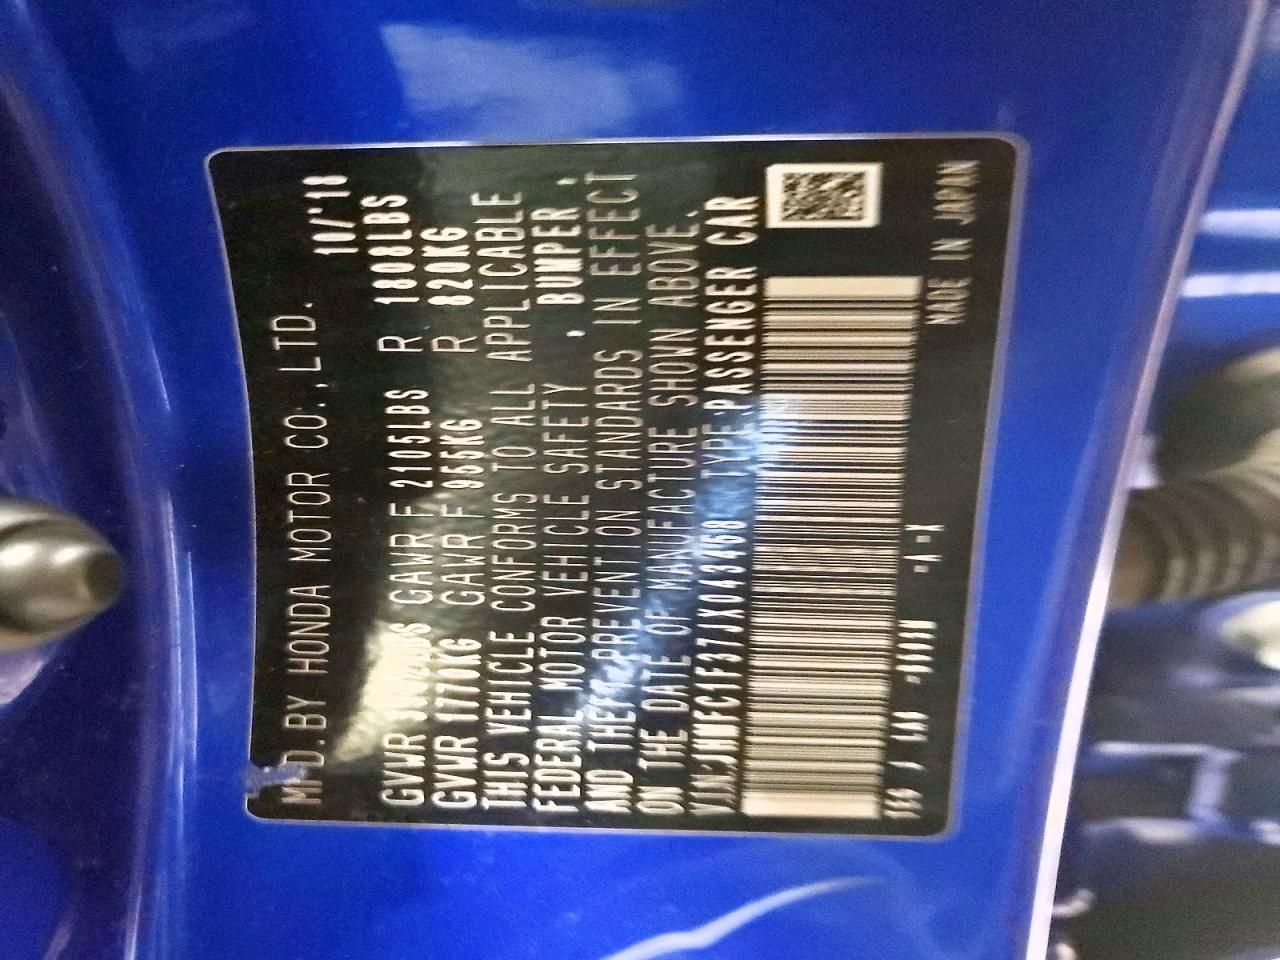 MFD. BY HONDA MOTOR CO.,LTD.
10/'18
GVWR GAWR F 2105LBS R 1808LBS
GVWR 1770KG GAWR F 955KG R 820KG
THIS VEHICLE CONFORMS TO ALL APPLICABLE
FEDERAL MOTOR VEHICLE SAFETY , BUMPER,
AND THEFT PREVENTION STANDARDS IN EFFECT
ON THE DATE OF MANUFACTURE SHOWN ABOVE.
V.I.N.: TYPE:PASSENGER CAR
MADE IN JAPAN